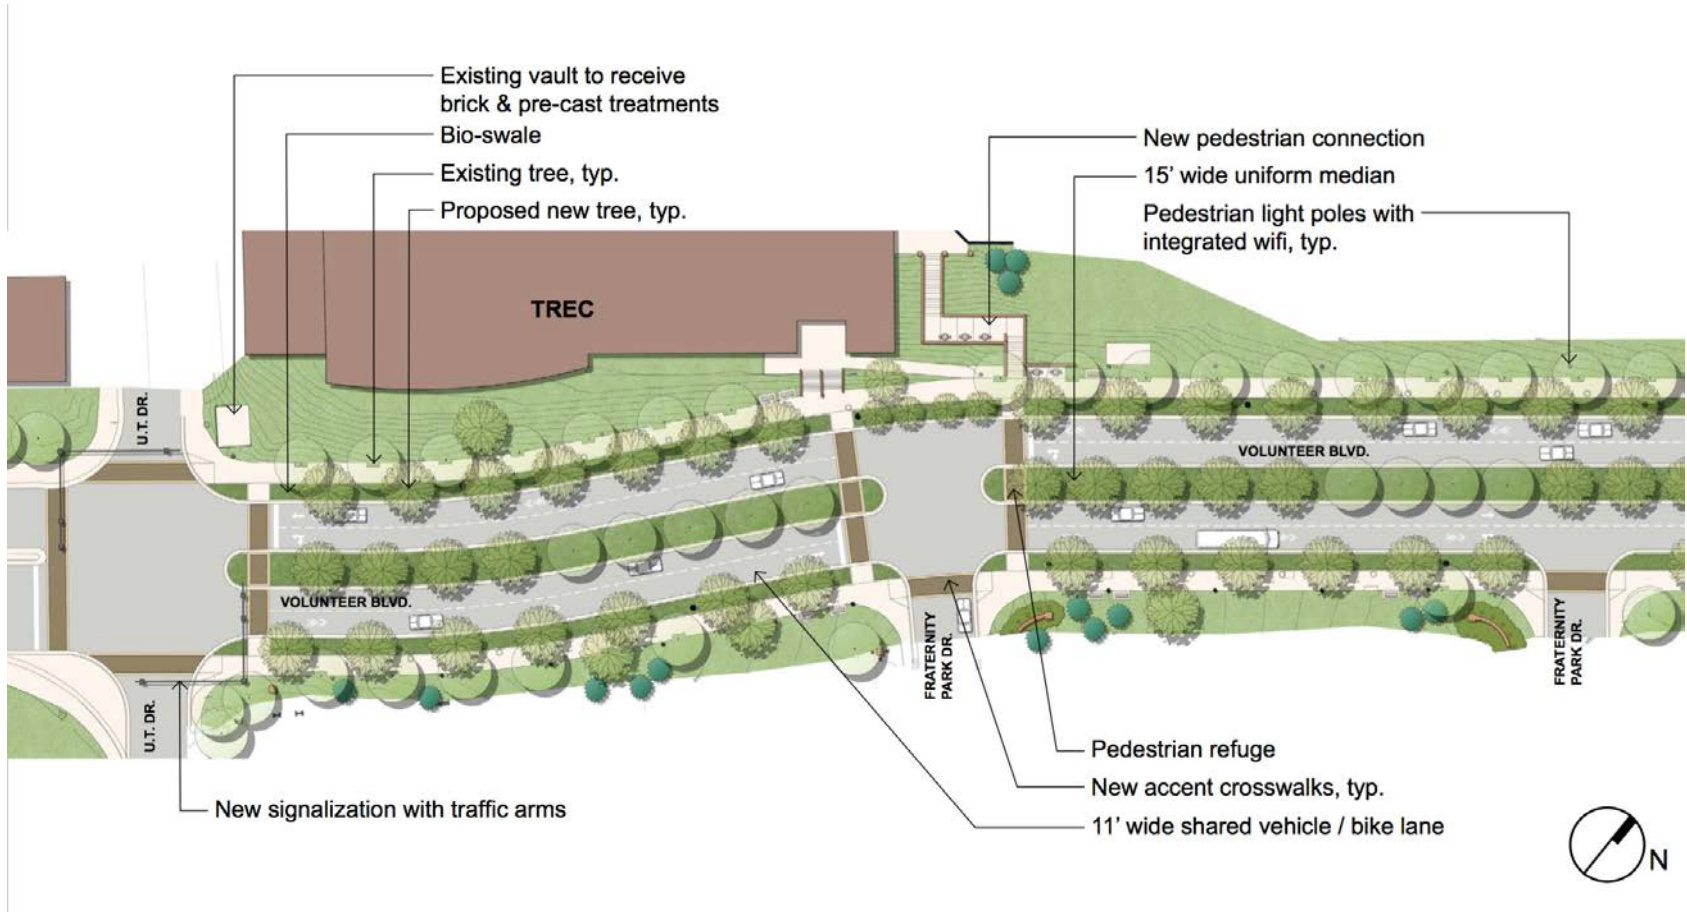 Existing vault to receive
brick & pre-cast treatments
Bio-swale
Existing tree, typ.
Proposed new tree, typ.
New pedestrian connection
15' wide uniform median
Pedestrian light poles with
integrated wifi, typ.
TREC
U.T. DR.
VOLUNTEER BLVD.
VOLUNTEER BLVD.
FRATERNITY
PARK DR.
FRATERNITY
PARK DR.
U.T. DR.
Pedestrian refuge
New accent crosswalks, typ.
11' wide shared vehicle / bike lane
New signalization with traffic arms
N